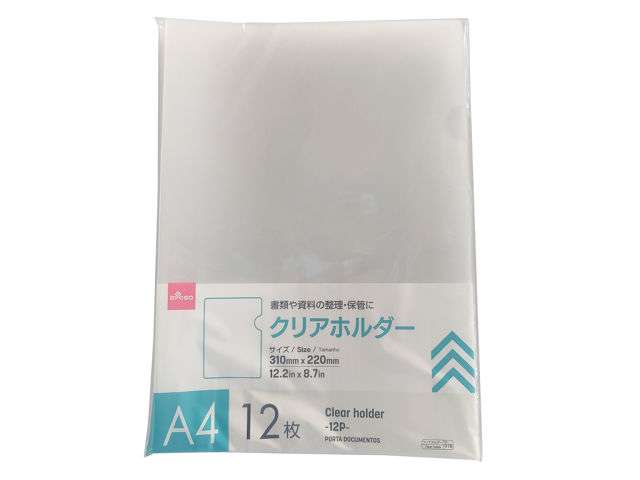 DAISO
書類や資料の整理・保管に
クリアホルダー
サイズ / Size / Tamanho
310mm x 220mm
12.2in x 8.7in
A4 12枚
Clear holder
-12P-
PORTA DOCUMENTOS